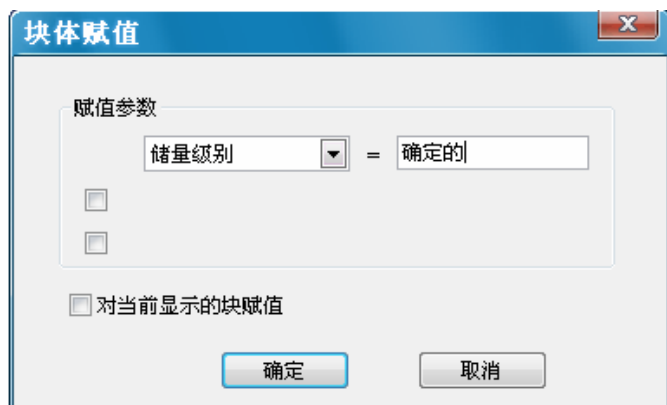 块体赋值
赋值参数
储量级别 = 确定的
对当前显示的块赋值
确定 取消